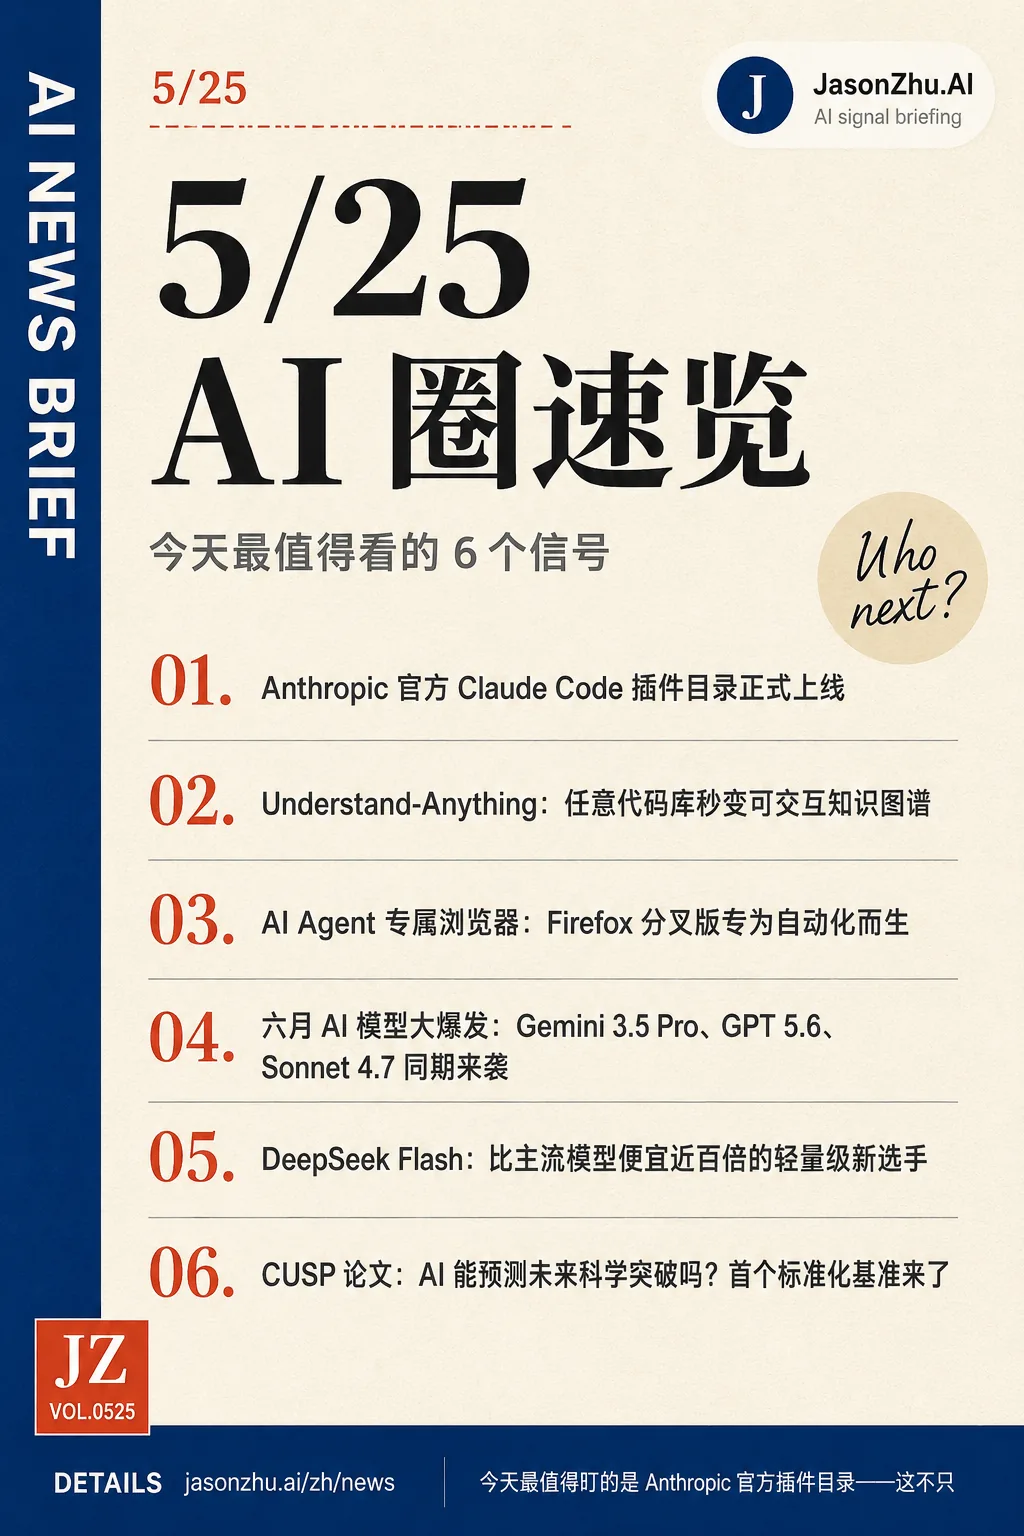 AI NEWS BRIEF
5/25
J
JasonZhu.AI
AI signal briefing
5/25
AI 圈速览
今天最值得看的 6 个信号
Who
next?
01. Anthropic 官方 Claude Code 插件目录正式上线
02. Understand-Anything：任意代码库秒变可交互知识图谱
03. AI Agent 专属浏览器：Firefox 分叉版专为自动化而生
04. 六月 AI 模型大爆发：Gemini 3.5 Pro、GPT 5.6、
Sonnet 4.7 同期来袭
05. DeepSeek Flash：比主流模型便宜近百倍的轻量级新选手
06. CUSP 论文：AI 能预测未来科学突破吗？首个标准化基准来了
JZ
VOL.0525
DETAILS jasonzhu.ai/zh/news
今天最值得盯的是 Anthropic 官方插件目录——这不只